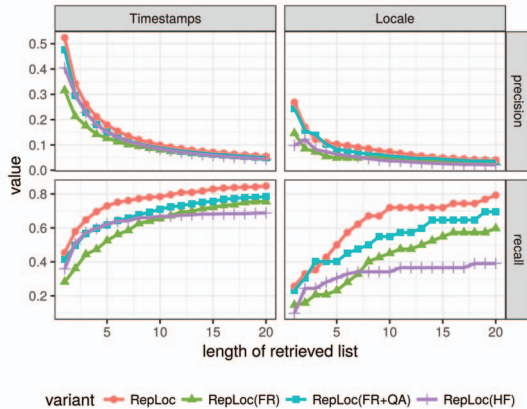 Timestamps
Locale
0.5
0.4
0.3
0.2
0.1
0.0
precision
value
0.8
0.6
0.4
0.2
recall
5 10 15 20
5 10 15 20
length of retrieved list
variant RepLoc RepLoc(FR) RepLoc(FR+QA) RepLoc(HF)